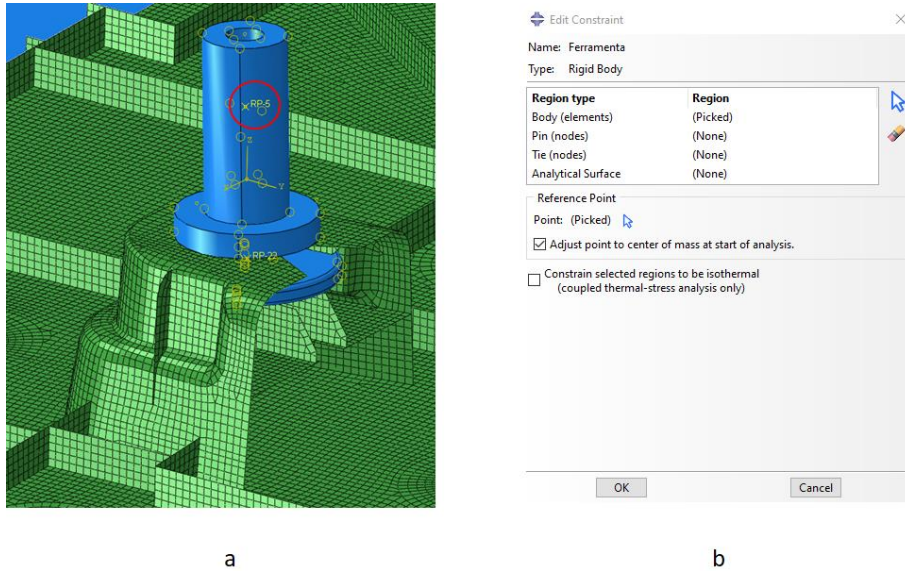 RP-5
Z
Y
RP-22
a
Edit Constraint
Name: Ferramenta
Type: Rigid Body
Region type Region
Body (elements) (Picked)
Pin (nodes) (None)
Tie (nodes) (None)
Analytical Surface (None)
Reference Point
Point: (Picked)
Adjust point to center of mass at start of analysis.
Constrain selected regions to be isothermal
(coupled thermal-stress analysis only)
OK Cancel
b